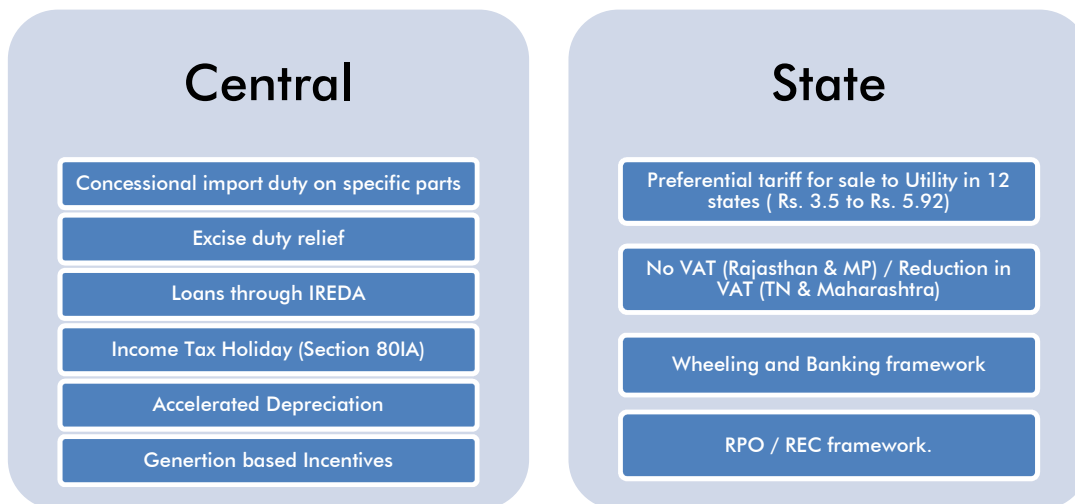 Central
Concessional import duty on specific parts
Excise duty relief
Loans through IREDA
Income Tax Holiday (Section 80IA)
Accelerated Depreciation
Genertion based Incentives
State
Preferential tariff for sale to Utility in 12
states ( Rs. 3.5 to Rs. 5.92)
No VAT (Rajasthan & MP) / Reduction in
VAT (TN & Maharashtra)
Wheeling and Banking framework
RPO / REC framework.